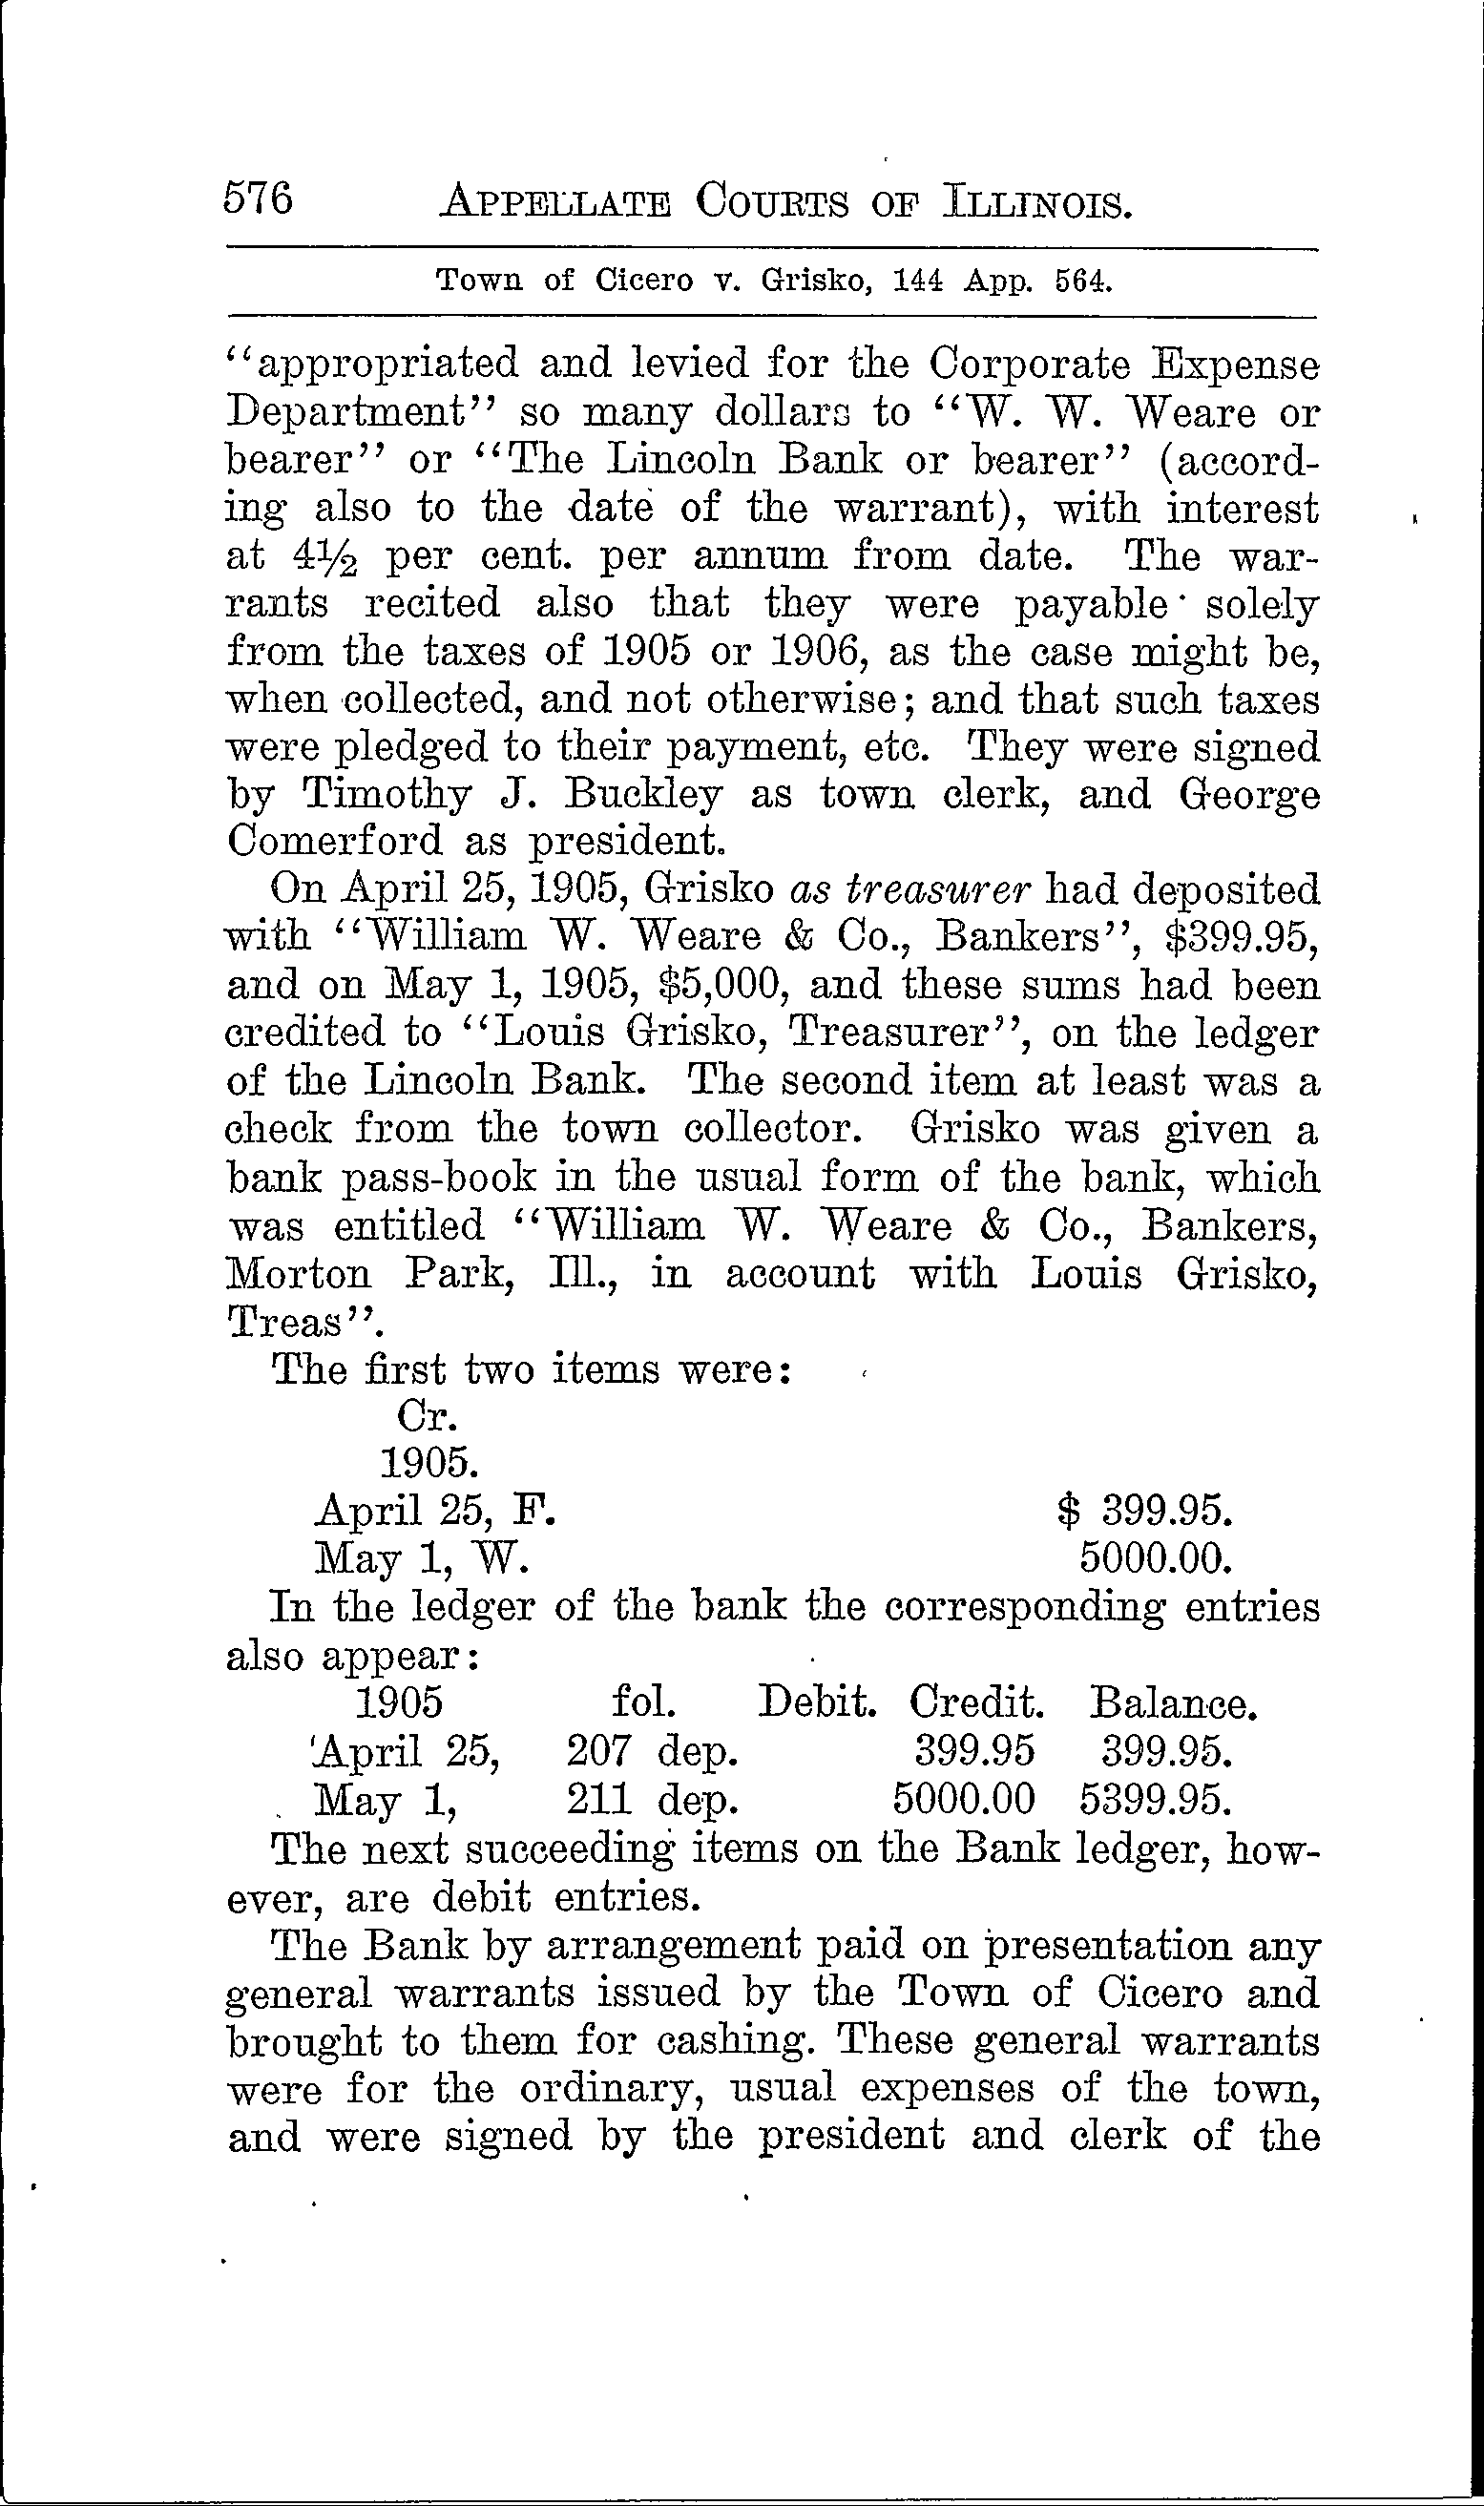 576 APPELLATE COURTS OF ILLINOIS.
Town of Cicero v. Grisko, 144 App. 564.
“appropriated and levied for the Corporate Expense
Department” so many dollars to “W. W. Weare or
bearer” or “The Lincoln Bank or bearer” (accord-
ing also to the date of the warrant), with interest
at 4½ per cent. per annum from date. The war-
rants recited also that they were payable solely
from the taxes of 1905 or 1906, as the case might be,
when collected, and not otherwise; and that such taxes
were pledged to their payment, etc. They were signed
by Timothy J. Buckley as town clerk, and George
Comerford as president.
On April 25, 1905, Grisko as treasurer had deposited
with “William W. Weare & Co., Bankers”, $399.95,
and on May 1, 1905, $5,000, and these sums had been
credited to “Louis Grisko, Treasurer”, on the ledger
of the Lincoln Bank. The second item at least was a
check from the town collector. Grisko was given a
bank pass-book in the usual form of the bank, which
was entitled “William W. Weare & Co., Bankers,
Morton Park, Ill., in account with Louis Grisko,
Treas”.
The first two items were:
Cr.
1905.
April 25, F. $ 399.95.
May 1, W. 5000.00.
In the ledger of the bank the corresponding entries
also appear:
1905 fol. Debit. Credit. Balance.
April 25, 207 dep. 399.95 399.95.
May 1, 211 dep. 5000.00 5399.95.
The next succeeding items on the Bank ledger, how-
ever, are debit entries.
The Bank by arrangement paid on presentation any
general warrants issued by the Town of Cicero and
brought to them for cashing. These general warrants
were for the ordinary, usual expenses of the town,
and were signed by the president and clerk of the